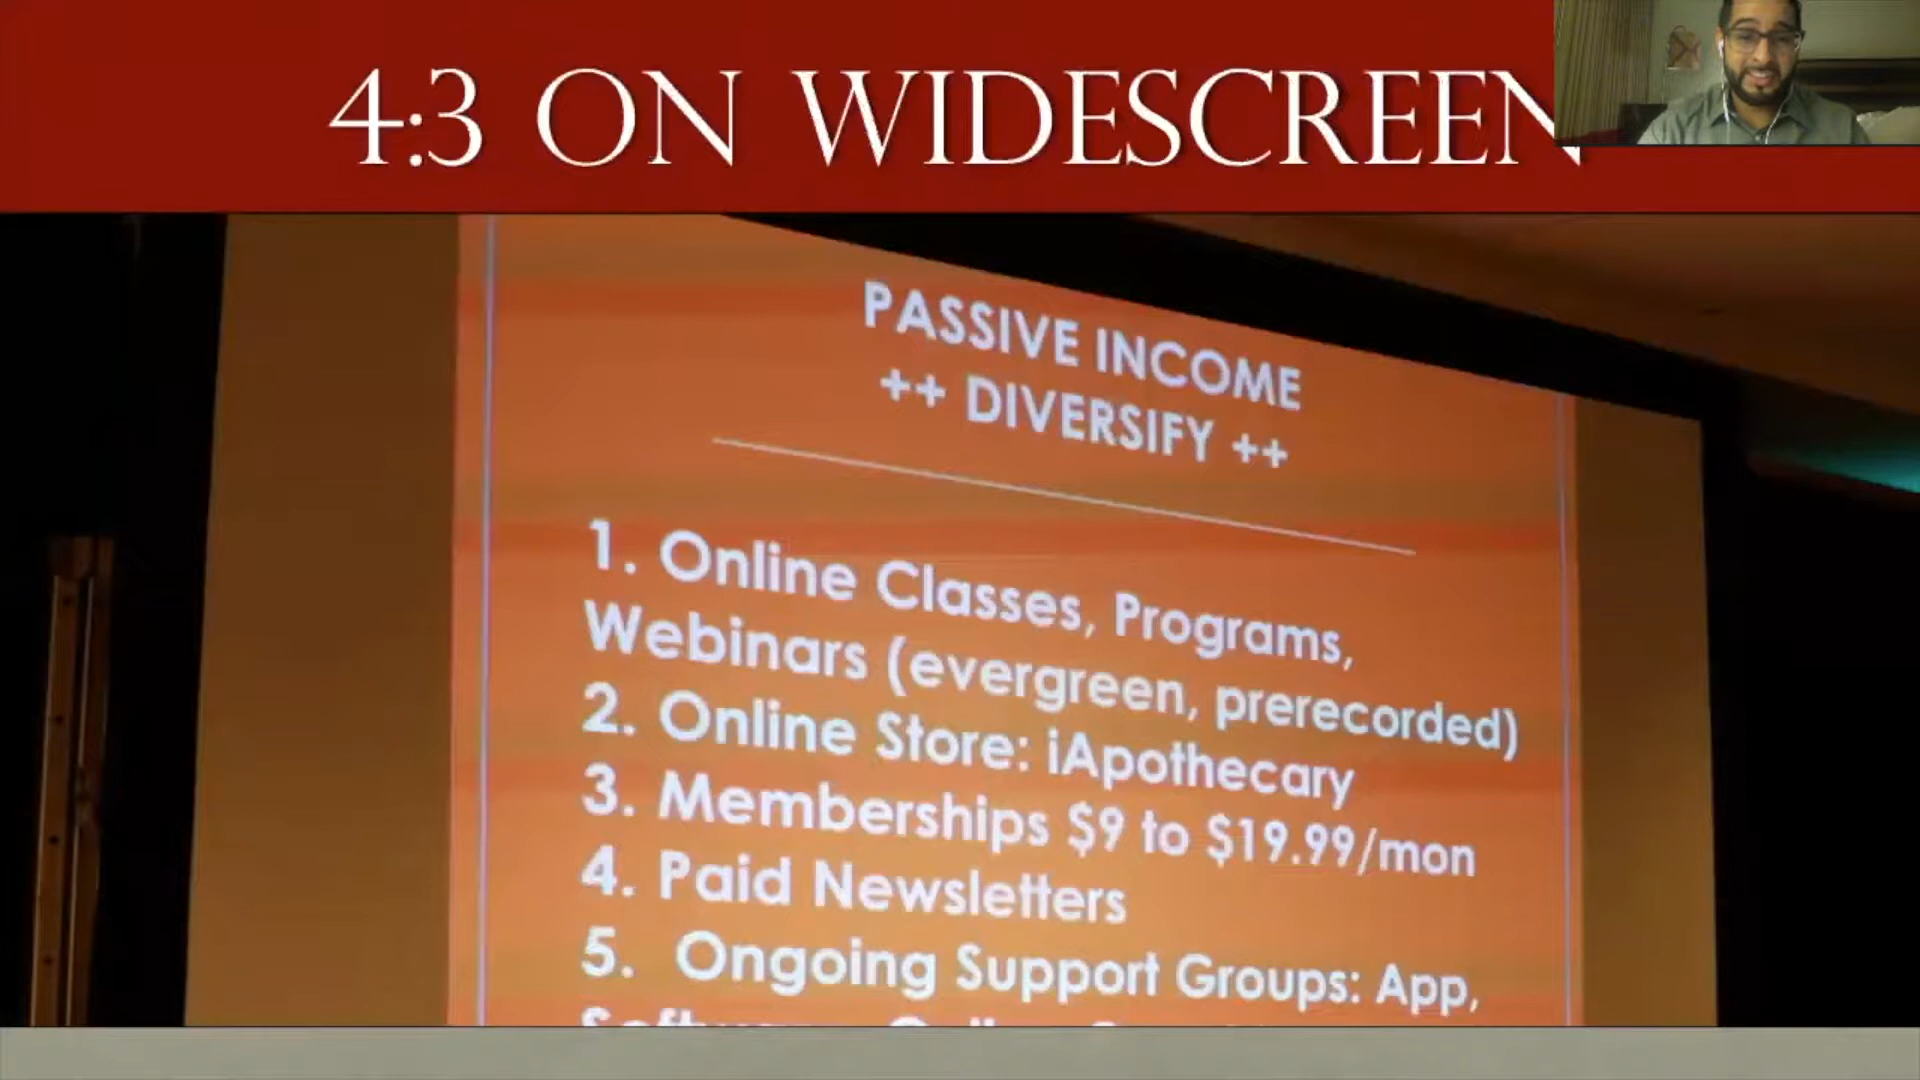 4:3 ON WIDESCREEN
PASSIVE INCOME
++ DIVERSIFY ++
1. Online Classes, Programs,
Webinars (evergreen, prerecorded)
2. Online Store: iApothecary
3. Memberships $9 to $19.99/mon
4. Paid Newsletters
5. Ongoing Support Groups: App,